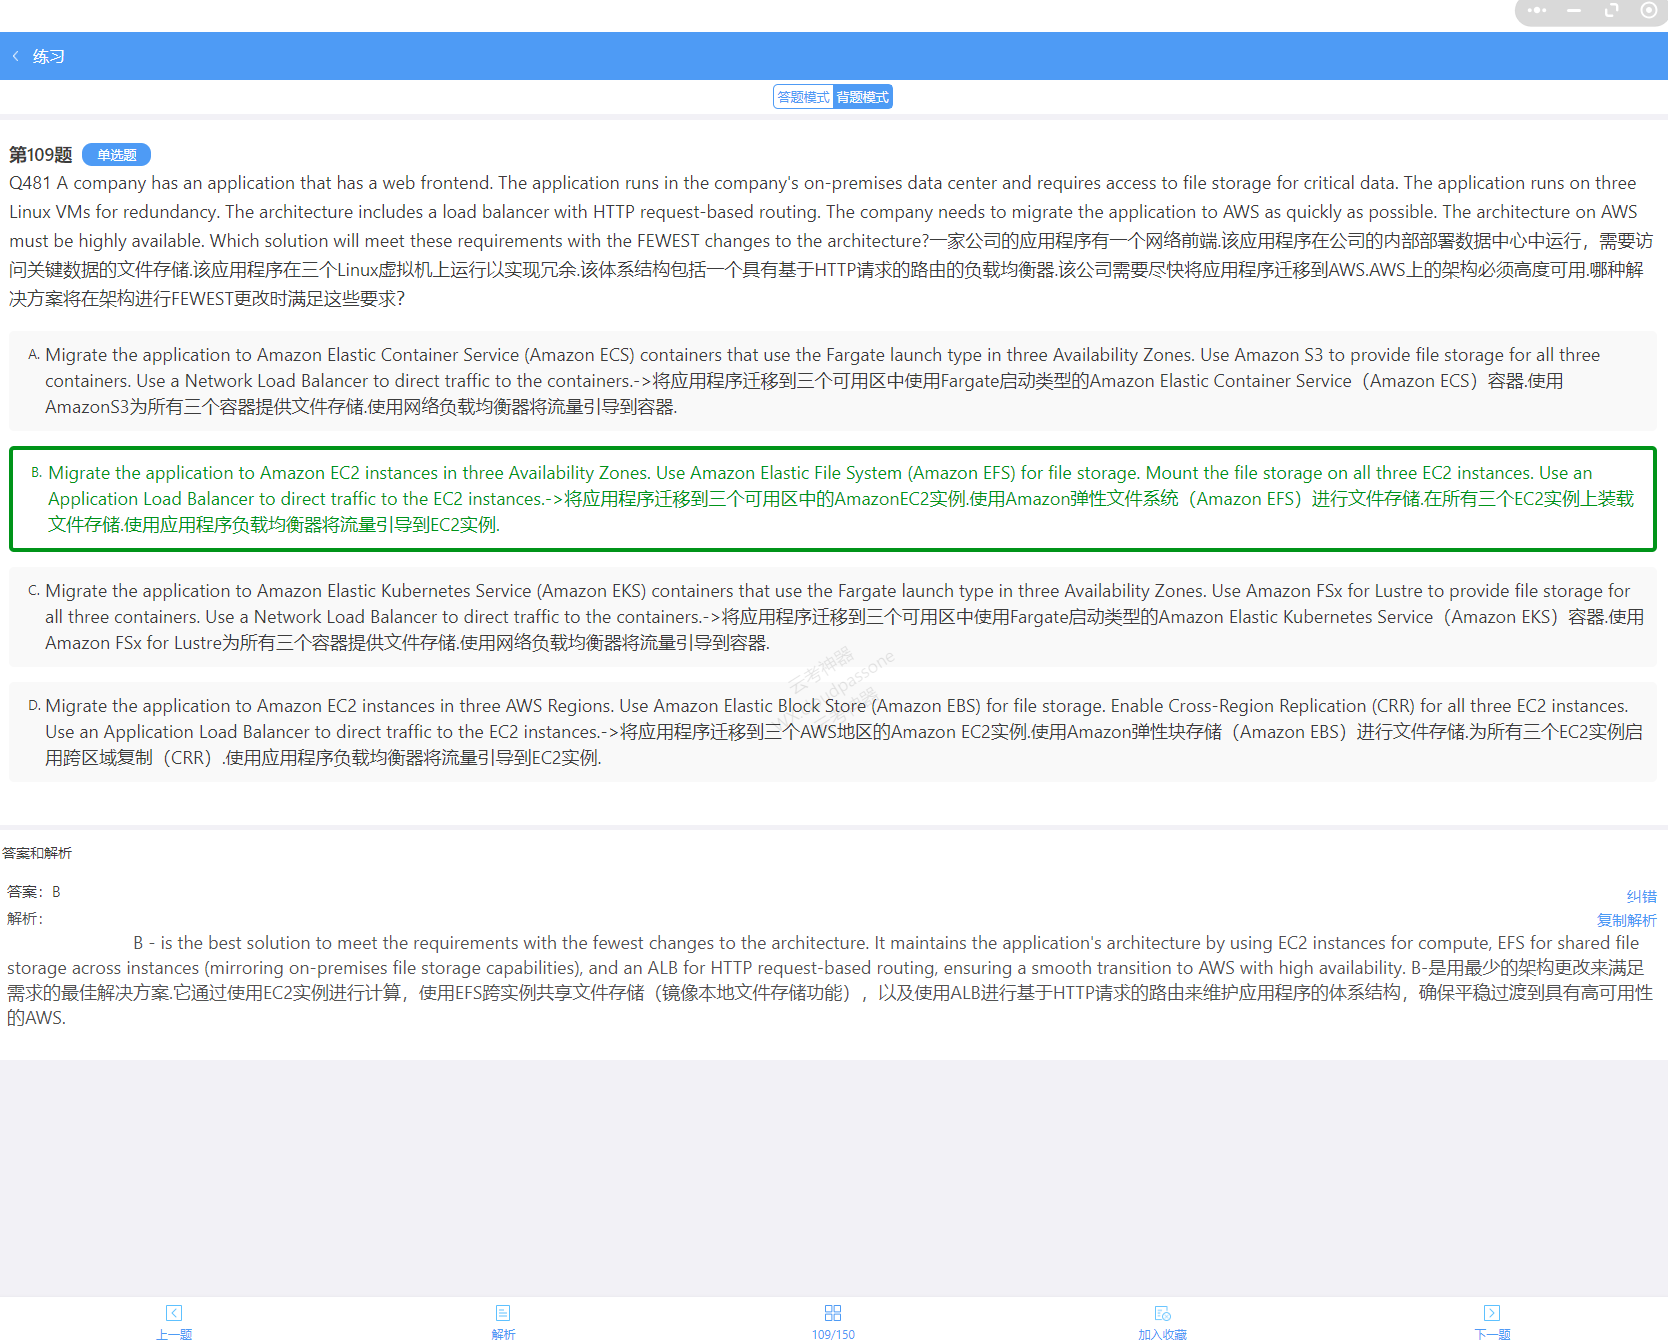 练习
答题模式 背题模式
第109题 单选题
Q481 A company has an application that has a web frontend. The application runs in the company's on-premises data center and requires access to file storage for critical data. The application runs on three
Linux VMs for redundancy. The architecture includes a load balancer with HTTP request-based routing. The company needs to migrate the application to AWS as quickly as possible. The architecture on AWS
must be highly available. Which solution will meet these requirements with the FEWEST changes to the architecture?一家公司的应用程序有一个网络前端.该应用程序在公司的内部部署数据中心中运行，需要访
问关键数据的文件存储.该应用程序在三个Linux虚拟机上运行以实现冗余.该体系结构包括一个具有基于HTTP请求的路由的负载均衡器.该公司需要尽快将应用程序迁移到AWS.AWS上的架构必须高度可用.哪种解
决方案将在架构进行FEWEST更改时满足这些要求?
A. Migrate the application to Amazon Elastic Container Service (Amazon ECS) containers that use the Fargate launch type in three Availability Zones. Use Amazon S3 to provide file storage for all three
containers. Use a Network Load Balancer to direct traffic to the containers.->将应用程序迁移到三个可用区中使用Fargate启动类型的Amazon Elastic Container Service（Amazon ECS）容器.使用
AmazonS3为所有三个容器提供文件存储.使用网络负载均衡器将流量引导到容器.
B. Migrate the application to Amazon EC2 instances in three Availability Zones. Use Amazon Elastic File System (Amazon EFS) for file storage. Mount the file storage on all three EC2 instances. Use an
Application Load Balancer to direct traffic to the EC2 instances.->将应用程序迁移到三个可用区中的AmazonEC2实例.使用Amazon弹性文件系统（Amazon EFS）进行文件存储.在所有三个EC2实例上装载
文件存储.使用应用程序负载均衡器将流量引导到EC2实例.
C. Migrate the application to Amazon Elastic Kubernetes Service (Amazon EKS) containers that use the Fargate launch type in three Availability Zones. Use Amazon FSx for Lustre to provide file storage for
all three containers. Use a Network Load Balancer to direct traffic to the containers.->将应用程序迁移到三个可用区中使用Fargate启动类型的Amazon Elastic Kubernetes Service（Amazon EKS）容器.使用
Amazon FSx for Lustre为所有三个容器提供文件存储.使用网络负载均衡器将流量引导到容器.
云考神器
D. Migrate the application to Amazon EC2 instances in three AWS Regions. Use Amazon Elastic Block Store (Amazon EBS) for file storage. Enable Cross-Region Replication (CRR) for all three EC2 instances.
Use an Application Load Balancer to direct traffic to the EC2 instances.->将应用程序迁移到三个AWS地区的Amazon EC2实例.使用Amazon弹性块存储（Amazon EBS）进行文件存储.为所有三个EC2实例启
用跨区域复制（CRR）.使用应用程序负载均衡器将流量引导到EC2实例.
答案和解析
答案：B
纠错
解析：
复制解析
B - is the best solution to meet the requirements with the fewest changes to the architecture. It maintains the application's architecture by using EC2 instances for compute, EFS for shared file
storage across instances (mirroring on-premises file storage capabilities), and an ALB for HTTP request-based routing, ensuring a smooth transition to AWS with high availability. B-是用最少的架构更改来满足
需求的最佳解决方案.它通过使用EC2实例进行计算，使用EFS跨实例共享文件存储（镜像本地文件存储功能），以及使用ALB进行基于HTTP请求的路由来维护应用程序的体系结构，确保平稳过渡到具有高可用性
的AWS.
上一题 解析 109/150 加入收藏 下一题